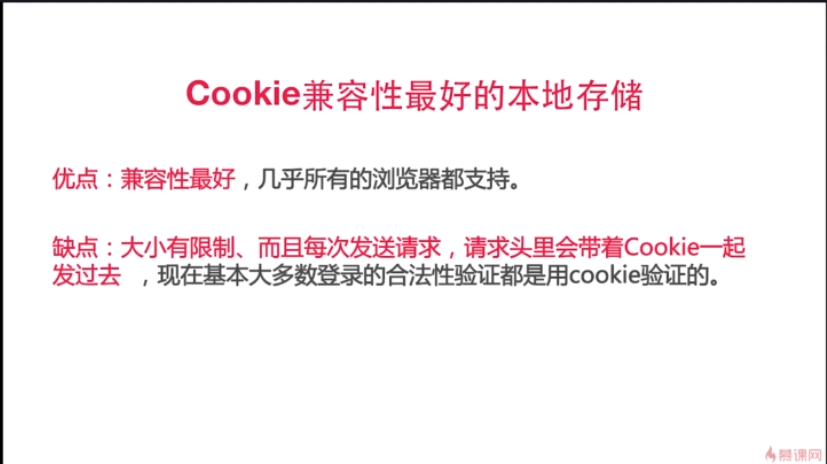 Cookie兼容性最好的本地存储
优点：兼容性最好，几乎所有的浏览器都支持。
缺点：大小有限制、而且每次发送请求，请求头里会带着Cookie一起
发过去 ，现在基本大多数登录的合法性验证都是用cookie验证的。
慕课网